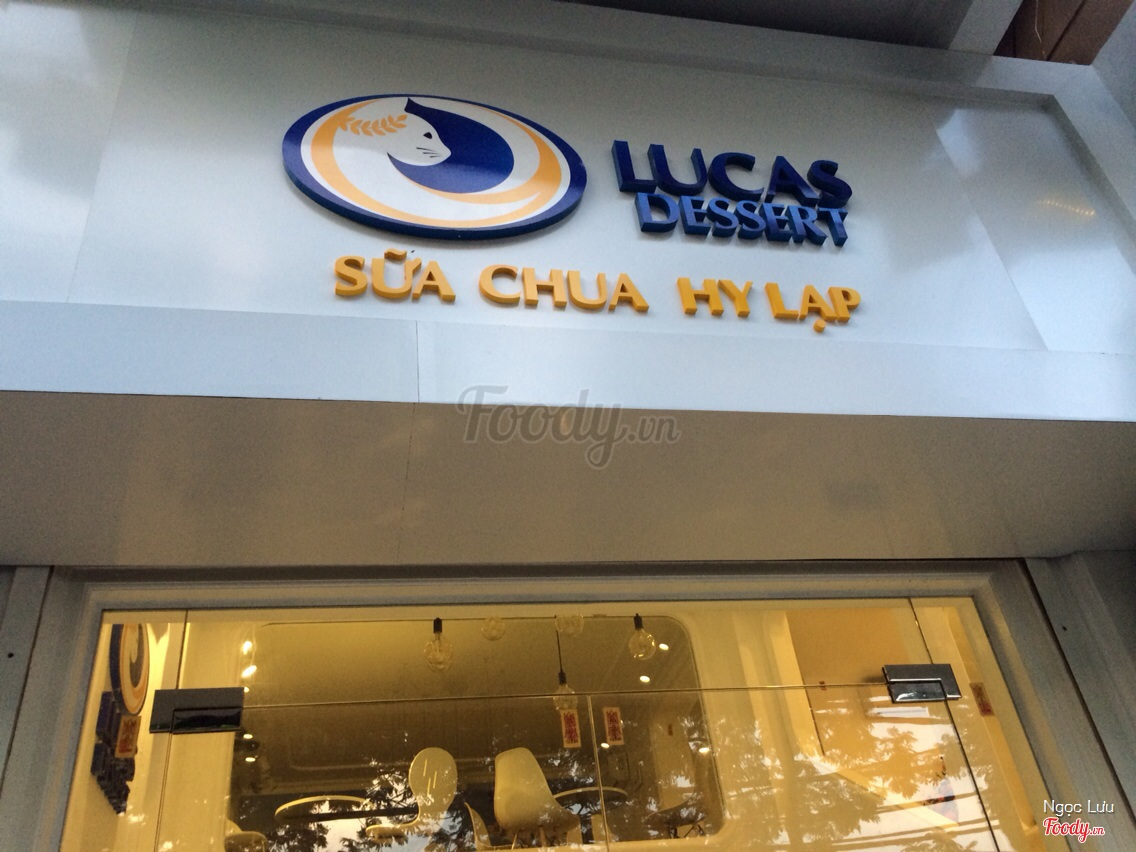 LUCAS
DESSERT
SỮA CHUA HY LẠP
Foody.vn
Ngọc Lưu
Foody.vn